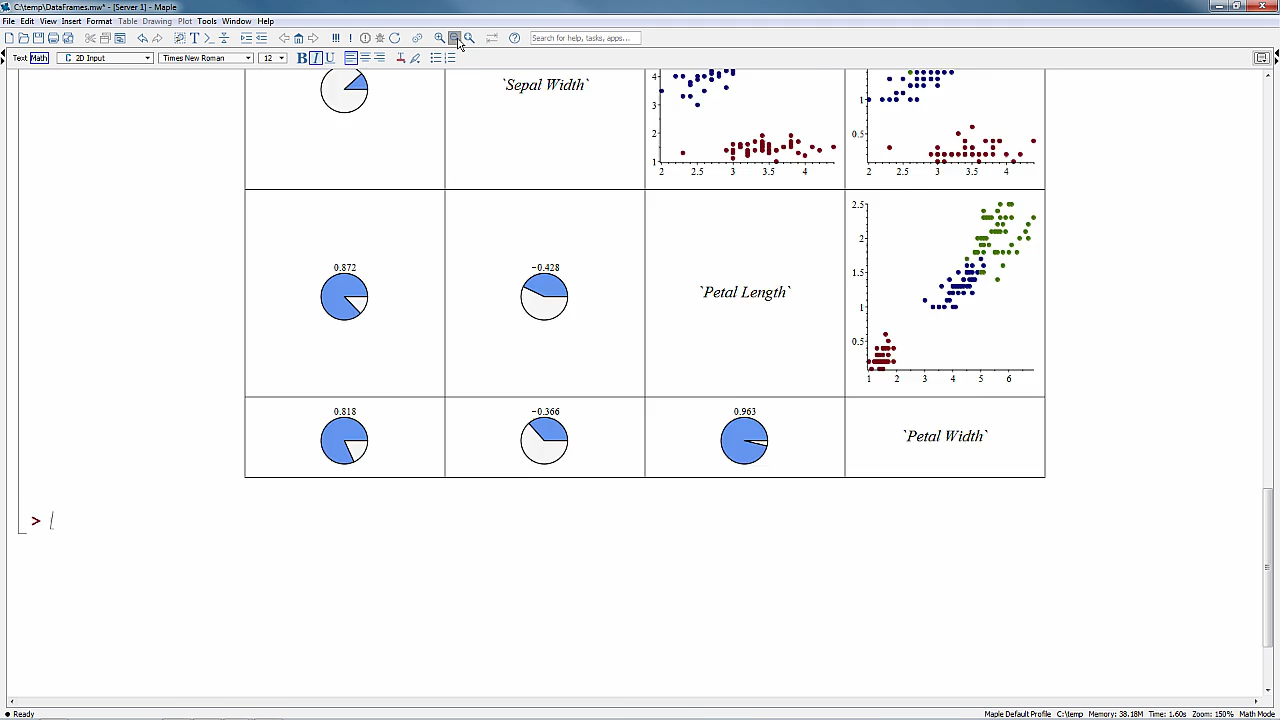 C:\temp\DataFrames.mw* - [Server 1] - Maple
File Edit View Insert Format Table Drawing Plot Tools Window Help
Search for help, tasks, apps...
Text Math C 2D Input Times New Roman 12 B I U
`Sepal Width`
4
3
2
1
2 2.5 3 3.5 4
1
0.5
2 2.5 3 3.5 4
0.872
−0.428
`Petal Length`
2.5
2
1.5
1
0.5
1 2 3 4 5 6
0.818
−0.366
0.963
`Petal Width`
>
Ready
Maple Default Profile C:\temp Memory: 38.18M Time: 1.60s Zoom: 150% Math Mode